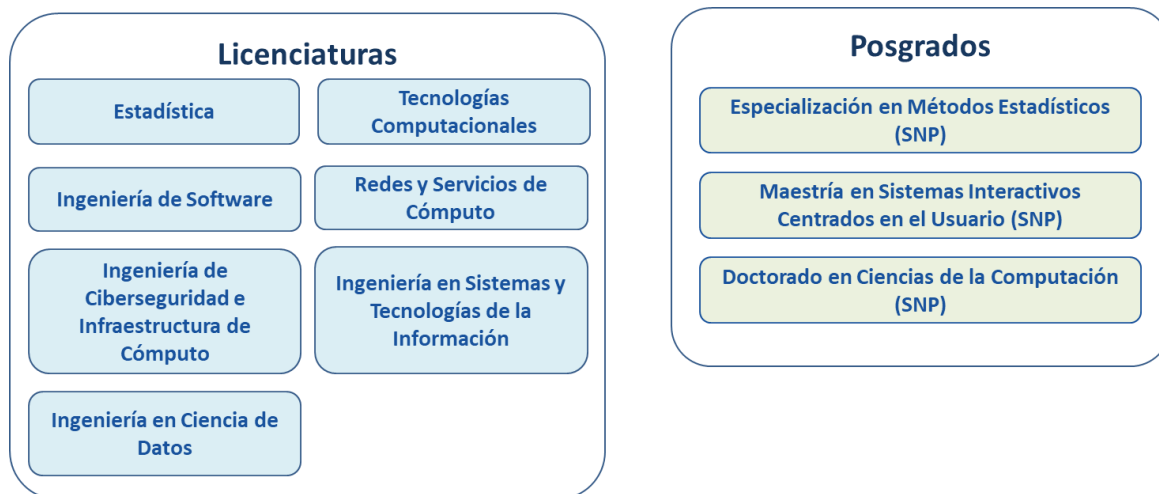 Licenciaturas
Estadística
Tecnologías
Computacionales
Ingeniería de Software
Redes y Servicios de
Cómputo
Ingeniería de
Ciberseguridad e
Infraestructura de
Cómputo
Ingeniería en Sistemas y
Tecnologías de la
Información
Ingeniería en Ciencia de
Datos
Posgrados
Especialización en Métodos Estadísticos
(SNP)
Maestría en Sistemas Interactivos
Centrados en el Usuario (SNP)
Doctorado en Ciencias de la Computación
(SNP)